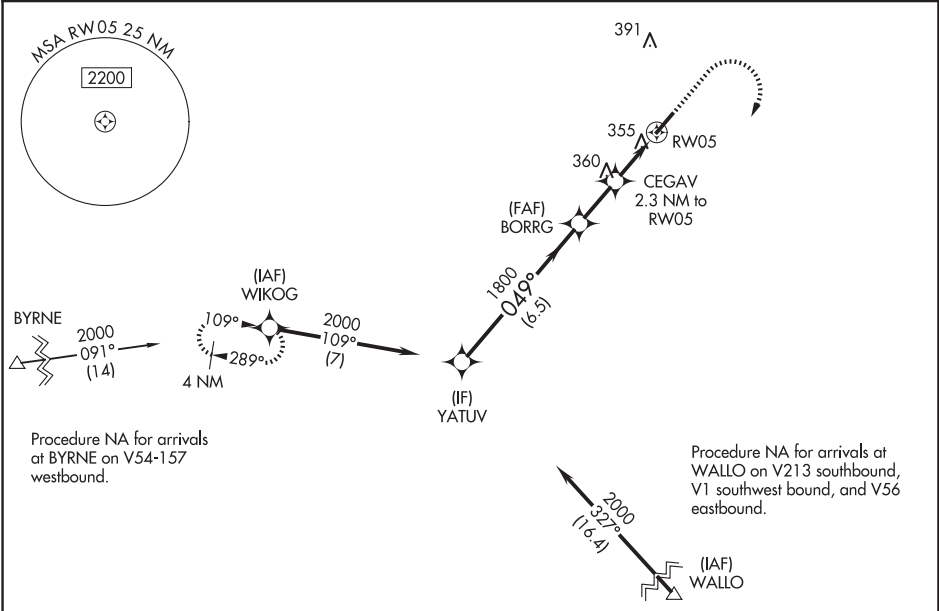 MSA RW05 25 NM
2200
391
355
RW05
360
CEGAV
2.3 NM to
RW05
(FAF)
BORRG
1800
049°
(6.5)
(IAF)
WIKOG
109°
289°
4 NM
2000
109°
(7)
BYRNE
2000
091°
(14)
(IF)
YATUV
Procedure NA for arrivals
at BYRNE on V54-157
westbound.
Procedure NA for arrivals at
WALLO on V213 southbound,
V1 southwest bound, and V56
eastbound.
2000
327°
(16.4)
(IAF)
WALLO